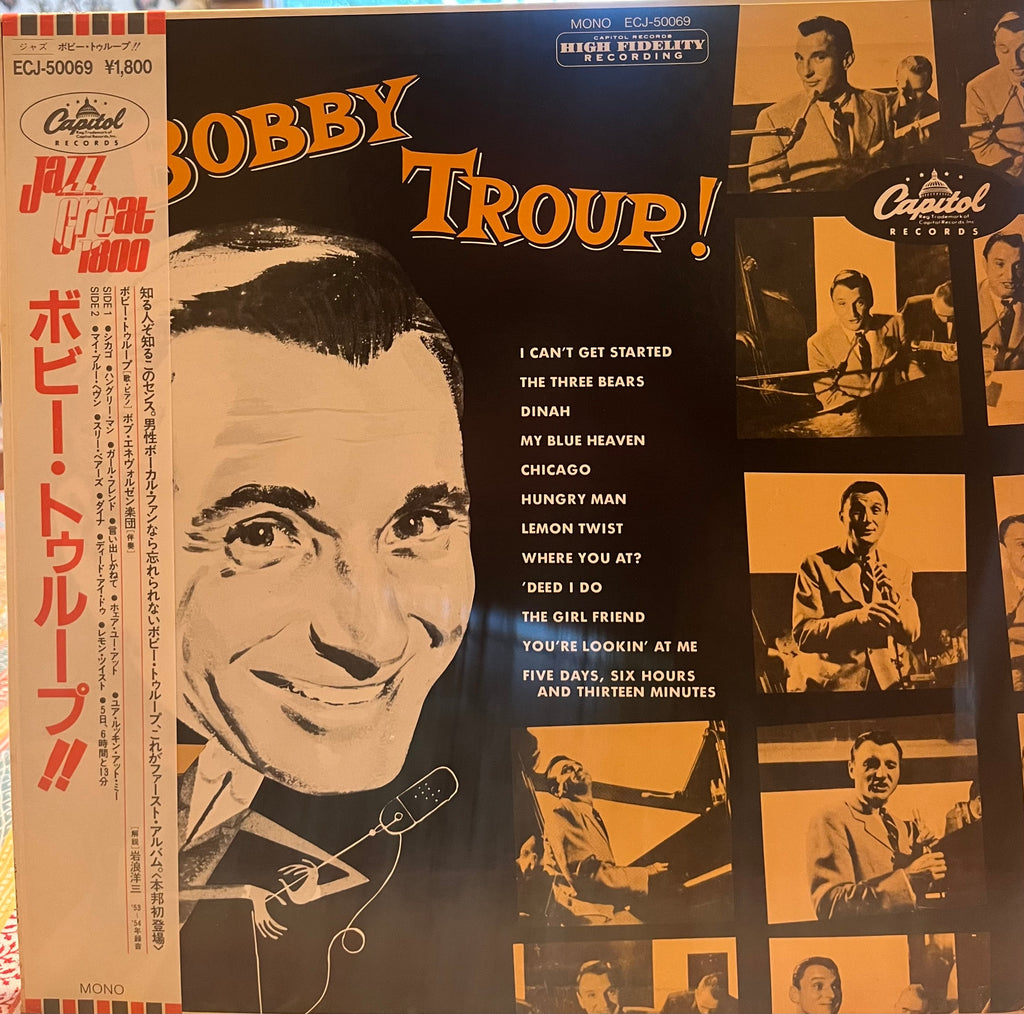 ジャズ ボビー・トゥループ!!
ECJ-50069 ¥1,800
Capitol
Reg. Trademark of
Capitol Records, Inc.
RECORDS
Jazz
Great
1800
ボビー・トゥループ!!
知る人ぞ知るこのセンス。男性ボーカル・ファンなら忘れられないボビー・トゥループ、これがファースト・アルバム。〈本邦初登場〉
ボビー・トゥループ[歌・ピアノ] ボブ・エネヴォルゼン楽団[伴奏]
[解説]岩浪洋三 '53〜'54年録音
SIDE 1 ●シカゴ ●ハングリー・マン ●ガール・フレンド ●言い出しかねて ●ホェア・ユー・アット ●ユア・ルッキン・アット・ミー
SIDE 2 ●マイ・ブルー・ヘヴン ●スリー・ベアーズ ●ダイナ ●ディード・アイ・ドゥ ●レモン・ツイスト ●5日、6時間と13分
MONO
MONO ECJ-50069
CAPITOL RECORDS
HIGH FIDELITY
RECORDING
BOBBY
TROUP!
Capitol
Reg. Trademark of
Capitol Records Inc.
RECORDS
I CAN'T GET STARTED
THE THREE BEARS
DINAH
MY BLUE HEAVEN
CHICAGO
HUNGRY MAN
LEMON TWIST
WHERE YOU AT?
'DEED I DO
THE GIRL FRIEND
YOU'RE LOOKIN' AT ME
FIVE DAYS, SIX HOURS
AND THIRTEEN MINUTES